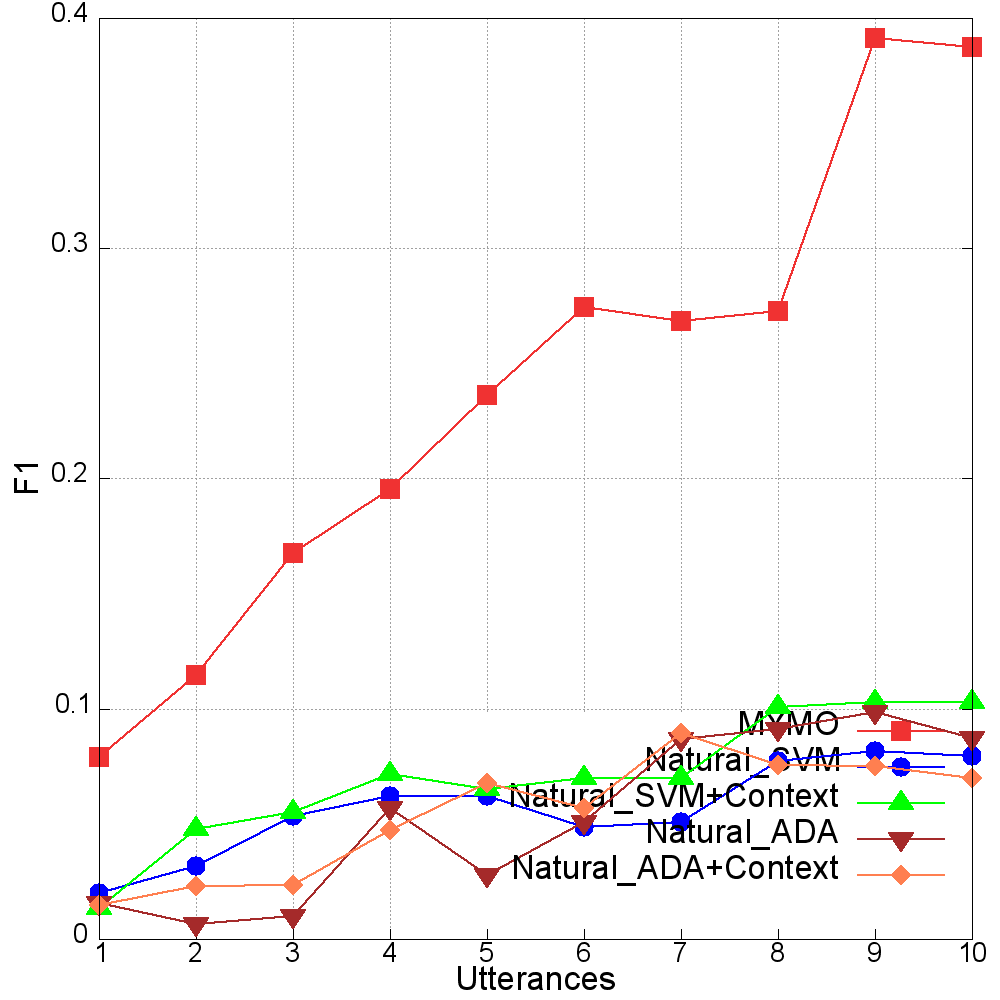 0.4
0.3
0.2
0.1
0
F1
MYMO
Natural_SVM
Natural_SVM+Context
Natural_ADA
Natural_ADA+Context
1 2 3 4 5 6 7 8 9 10
Utterances